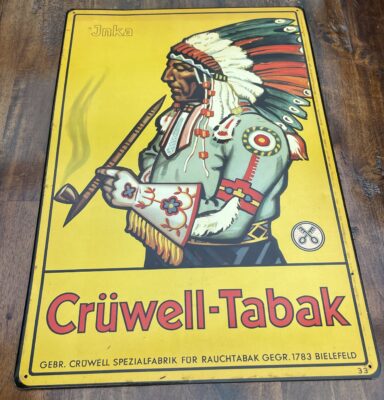 Jnka
Crüwell-Tabak
GEBR. CRÜWELL SPEZIALFABRIK FÜR RAUCHTABAK GEGR. 1783 BIELEFELD
33